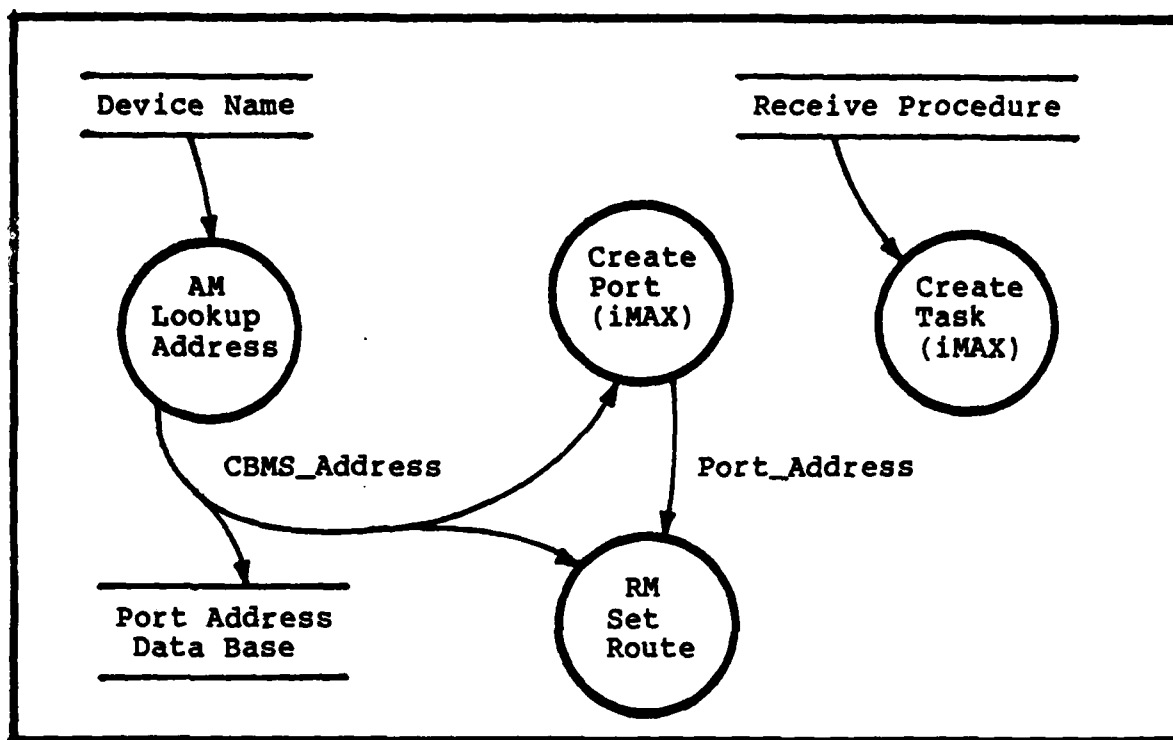 Device Name
Receive Procedure
AM
Lookup
Address
Create
Port
(iMAX)
Create
Task
(iMAX)
CBMS_Address
Port_Address
Port Address
Data Base
RM
Set
Route